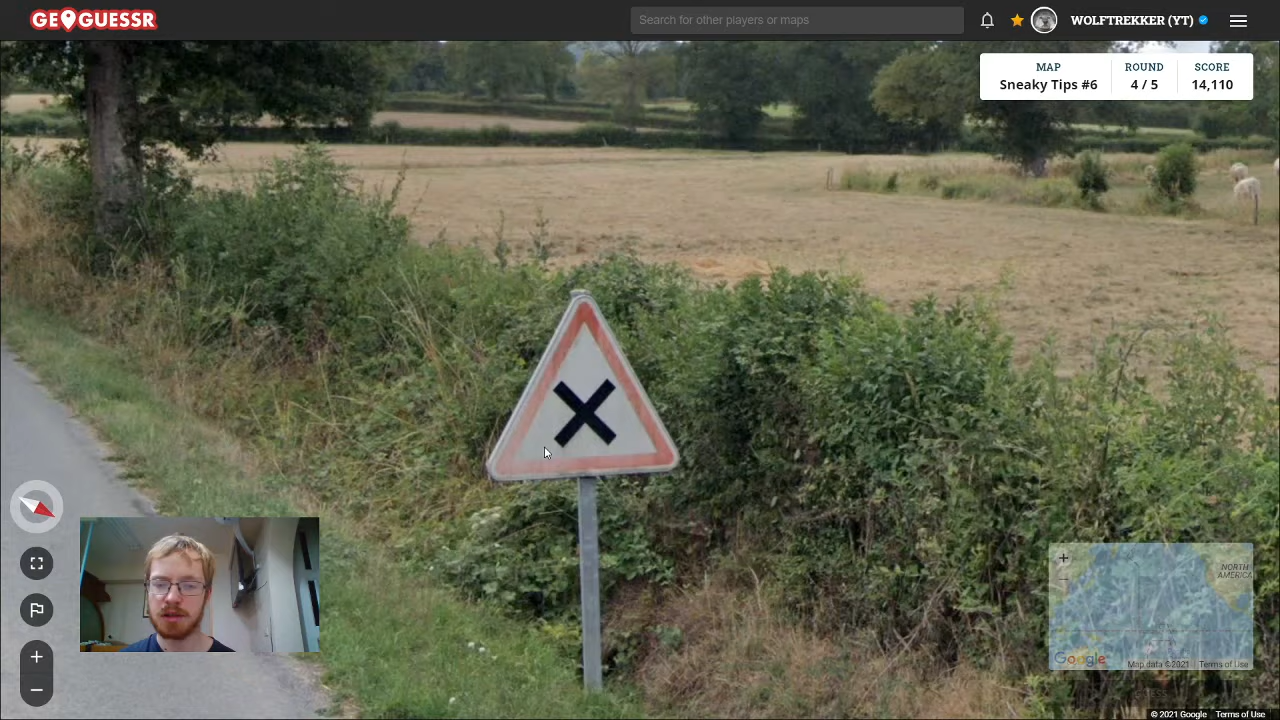 GEOGUESSR
Search for other players or maps
WOLFTREKKER (YT)
MAP
ROUND
SCORE
Sneaky Tips #6
4 / 5
14,110
+
−
NORTH
AMERICA
Google
Map data ©2021
Terms of Use
GUESS
+
−
© 2021 Google
Terms of Use